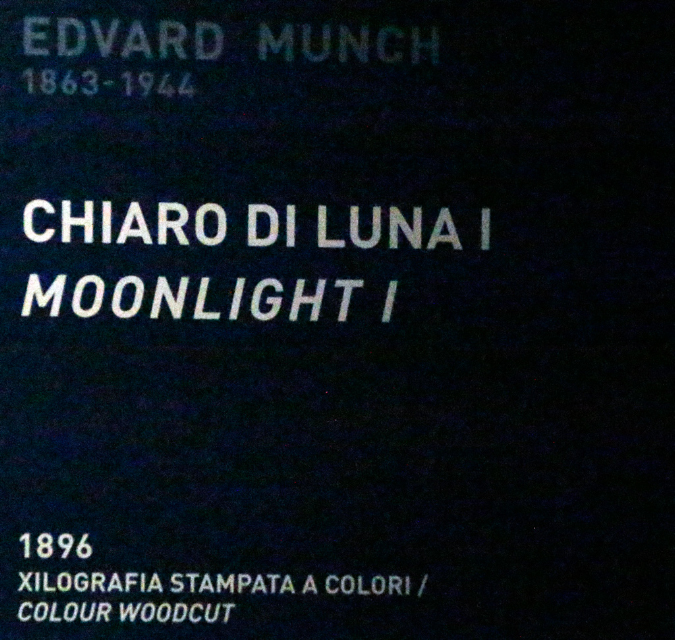 EDVARD MUNCH
1863-1944
CHIARO DI LUNA I
MOONLIGHT I
1896
XILOGRAFIA STAMPATA A COLORI /
COLOUR WOODCUT